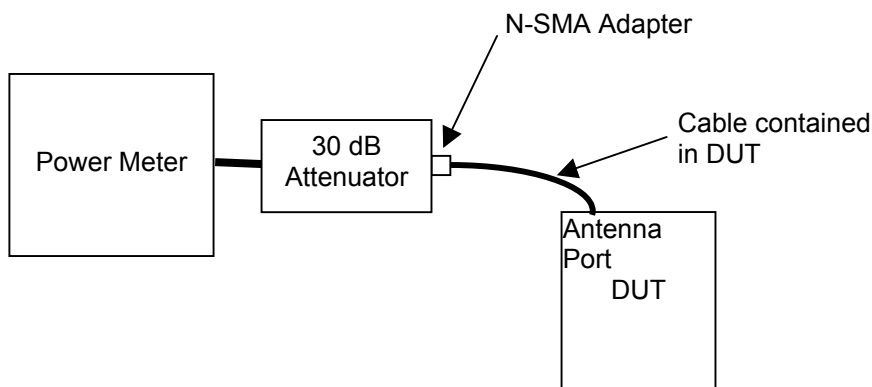 N-SMA Adapter
Power Meter
30 dB
Attenuator
Cable contained
in DUT
Antenna
Port
DUT